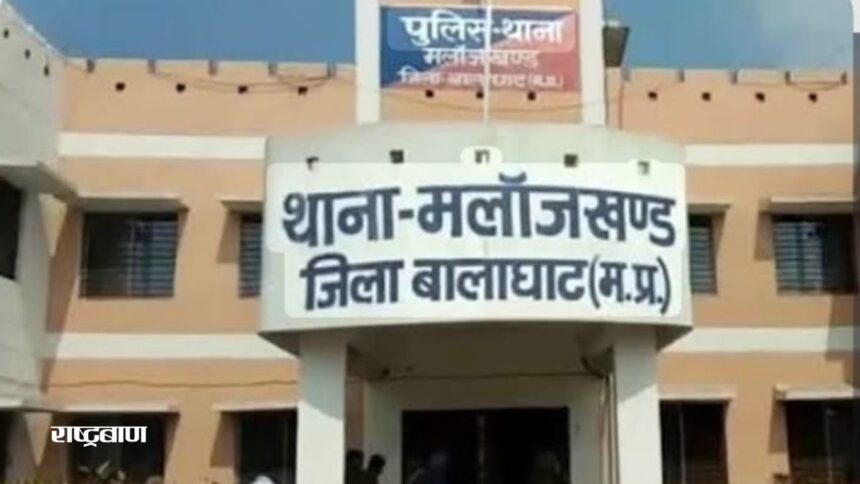 पुलिस-थाना
मलॉजखण्ड
जिला-बालाघाट(म.प्र.)
थाना-मलॉजखण्ड
जिला बालाघाट(म.प्र.)
राष्ट्रबाण